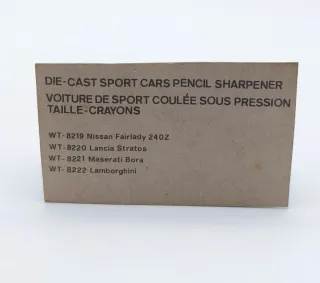 DIE-CAST SPORT CARS PENCIL SHARPENER
VOITURE DE SPORT COULÉE SOUS PRESSION
TAILLE-CRAYONS
WT-8219 Nissan Fairlady 240Z
WT-8220 Lancia Stratos
WT-8221 Maserati Bora
WT-8222 Lamborghini